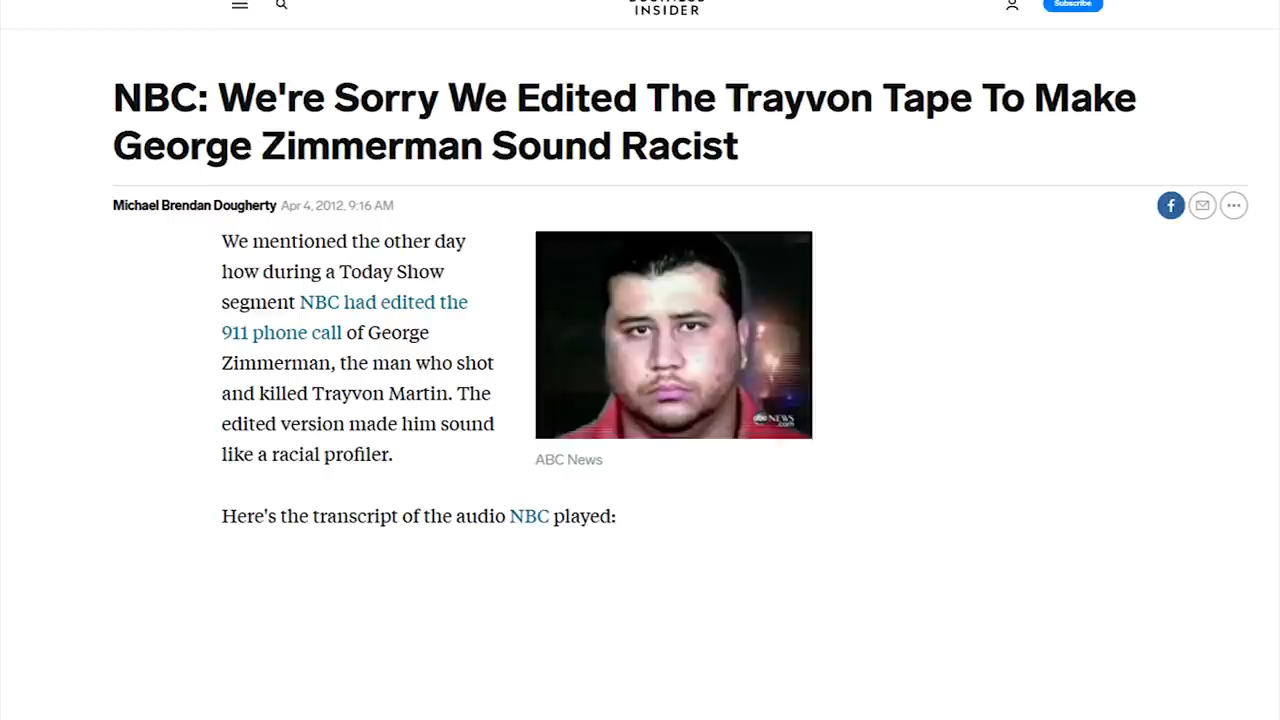 INSIDER
Subscribe
NBC: We're Sorry We Edited The Trayvon Tape To Make
George Zimmerman Sound Racist
Michael Brendan Dougherty Apr 4, 2012, 9:16 AM
We mentioned the other day
how during a Today Show
segment NBC had edited the
911 phone call of George
Zimmerman, the man who shot
and killed Trayvon Martin. The
edited version made him sound
like a racial profiler.
abc NEWS
.com
ABC News
Here's the transcript of the audio NBC played: